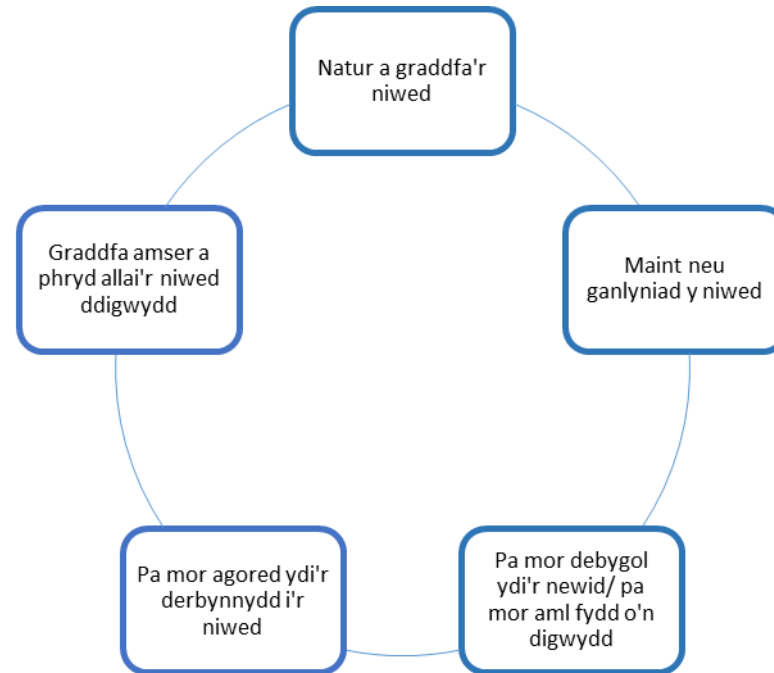 Natur a graddfa'r
niwed
Maint neu
ganlyniad y niwed
Pa mor debygol
ydi'r newid/ pa
mor aml fydd o'n
digwydd
Pa mor agored ydi'r
derbynnydd i'r
niwed
Graddfa amser a
phryd allai'r niwed
ddigwydd